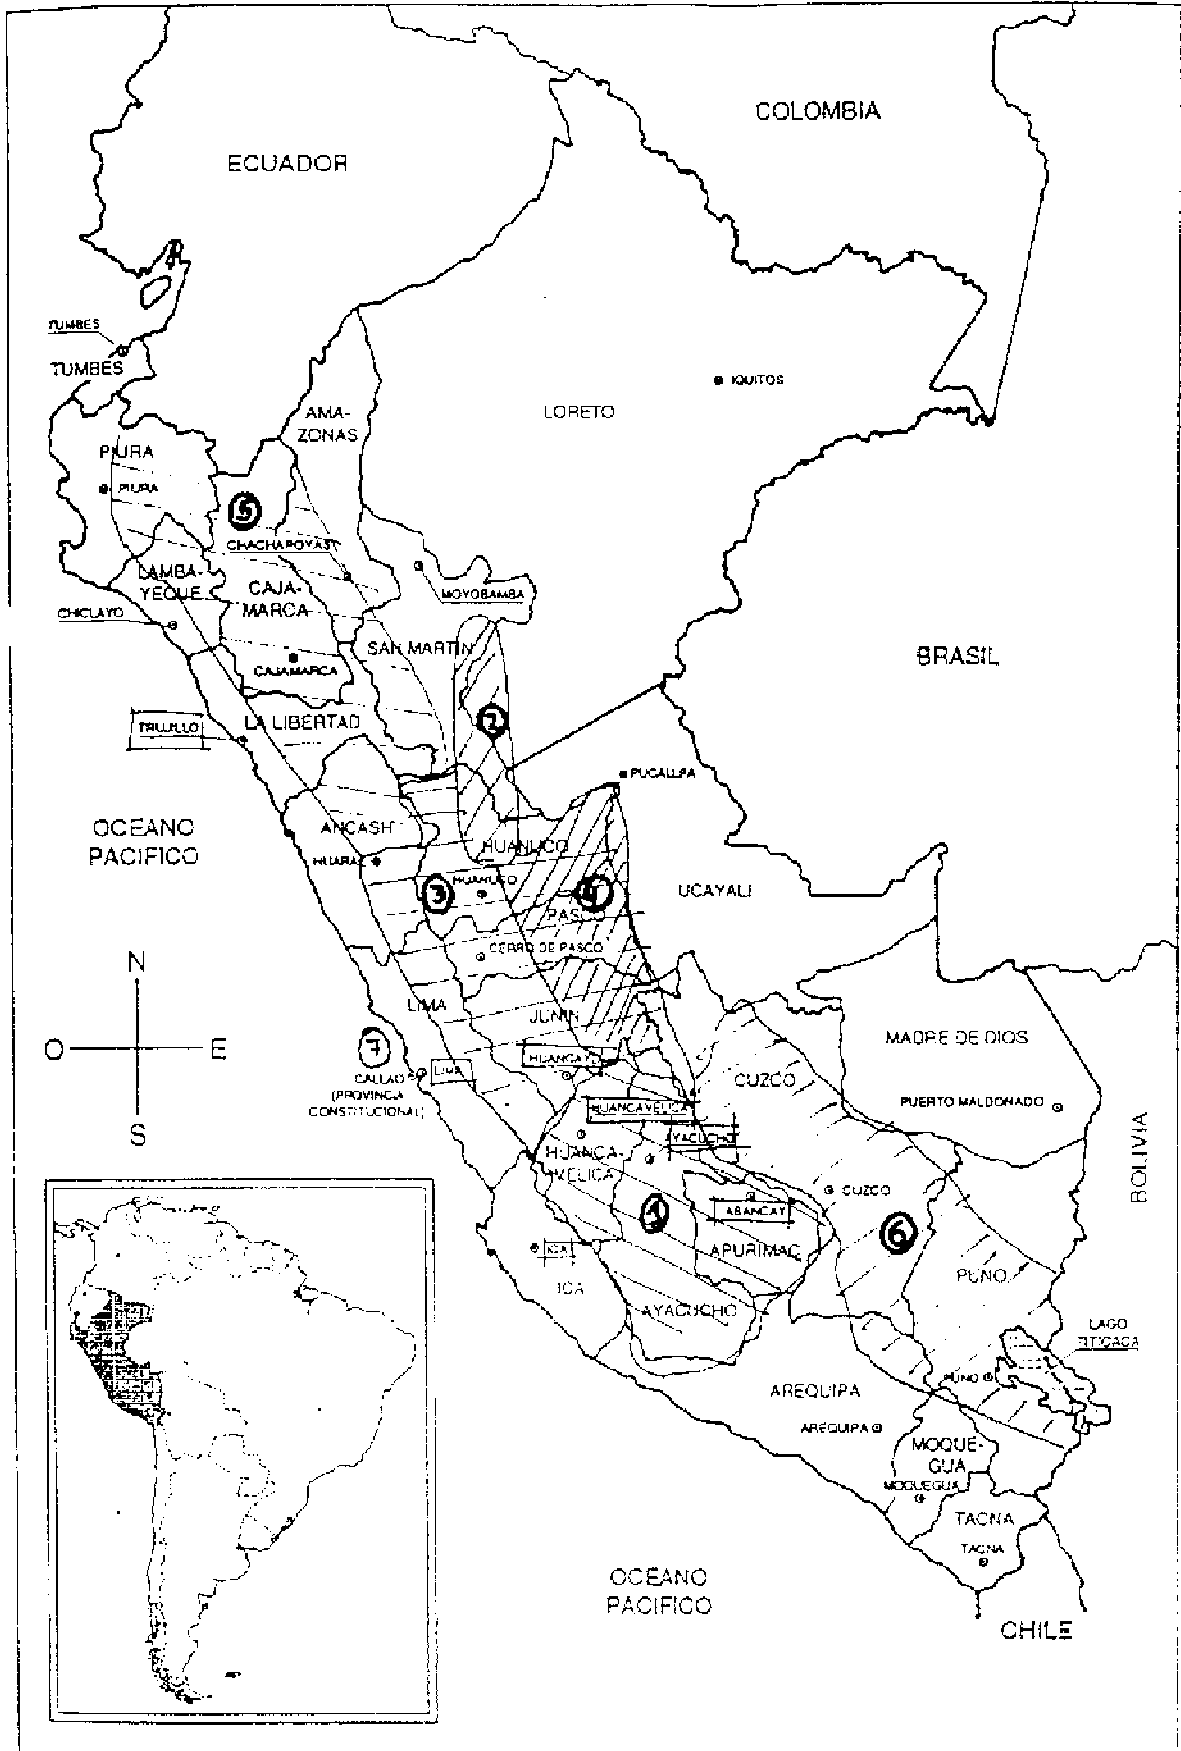 COLOMBIA
ECUADOR
TUMBES
TUMBES
IQUITOS
AMA-
ZONAS
LORETO
PIURA
PIURA
5
CHACHAPOYAS
LAMBA-
YEQUE
CAJA-
MARCA
MOYOBAMBA
CHICLAYO
SAN MARTIN
BRASIL
CAJAMARCA
TRUJILLO
LA LIBERTAD
2
PUCALLPA
OCEANO
PACIFICO
ANCASH
HUANUCO
HUARAZ
3
HUANUCO
4
UCAYALI
PASCO
CERRO DE PASCO
N
LIMA
JUNIN
MADRE DE DIOS
O
E
7
HUANCAYO
CUZCO
CALLAO
(PROVINCIA
CONSTITUCIONAL)
LIMA
PUERTO MALDONADO
HUANCAVELICA
S
YACUCHO
BOLIVIA
HUANCA-
VELICA
CUZCO
ABANCAY
1
6
ICA
APURIMAC
ICA
PUNO
AYACUCHO
LAGO
TITICACA
PUNO
AREQUIPA
AREQUIPA
MOQUE-
GUA
MOQUEGUA
TACNA
TACNA
OCEANO
PACIFICO
CHILE